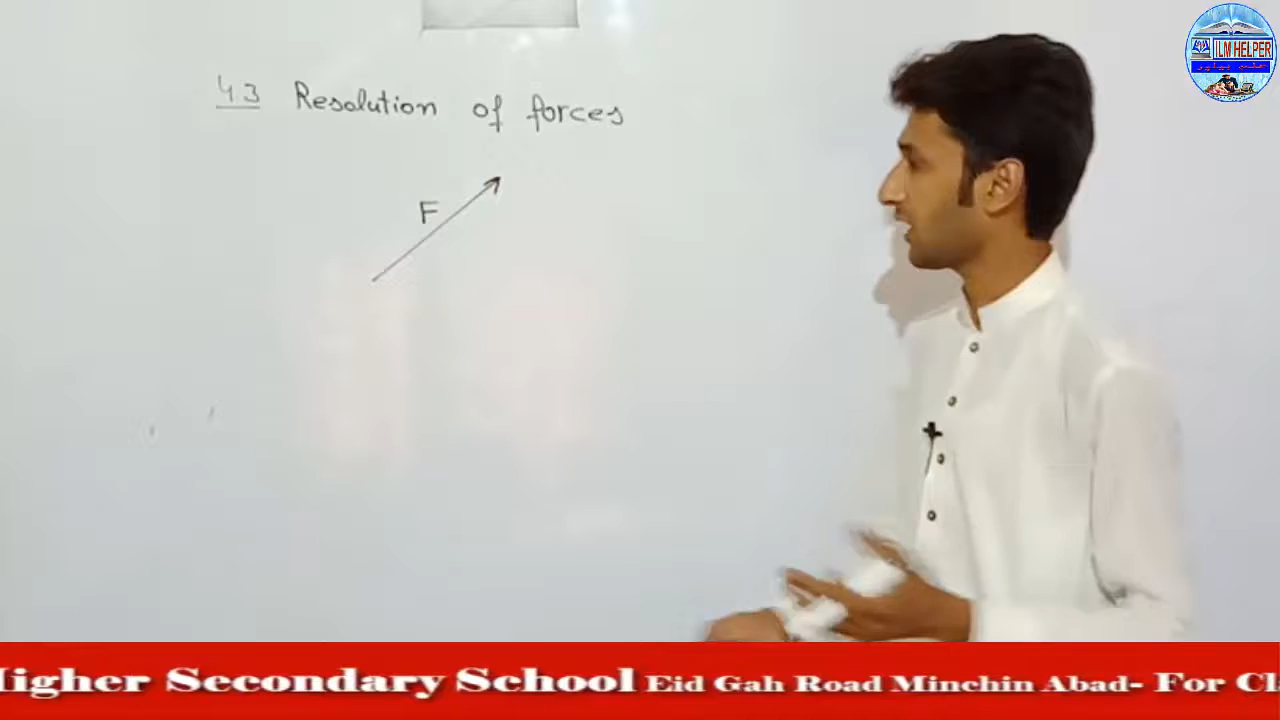 ILM HELPER
4.3 Resolution of forces
F
Higher Secondary School Eid Gah Road Minchin Abad- For Cl